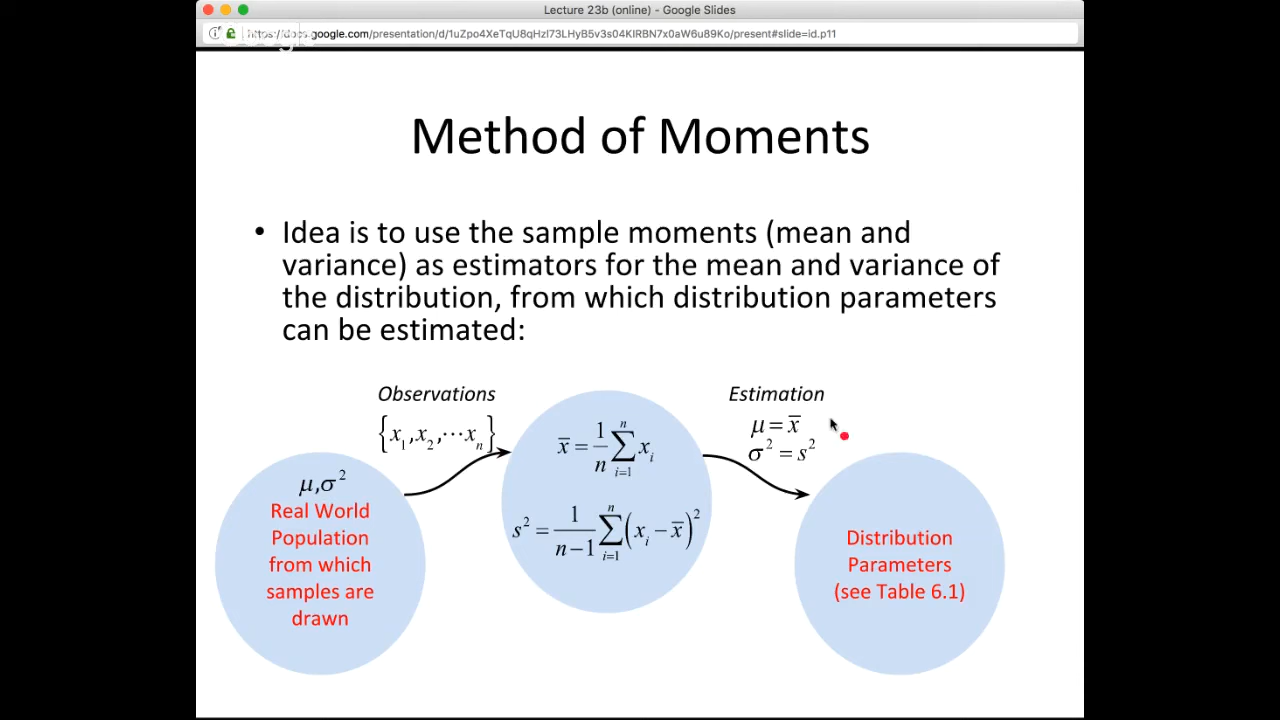 Lecture 23b (online) - Google Slides
https://docs.google.com/presentation/d/1uZpo4XeTqU8qHzI73LHyB5v3s04KIRBN7x0aW6u89Ko/present#slide=id.p11
Method of Moments
• Idea is to use the sample moments (mean and
variance) as estimators for the mean and variance of
the distribution, from which distribution parameters
can be estimated:
Observations
{x₁,x₂,⋯xₙ}
μ,σ²
Real World
Population
from which
samples are
drawn
x̄ = 1/n ∑ᵢ₌₁ⁿ xᵢ
s² = 1/(n−1) ∑ᵢ₌₁ⁿ (xᵢ − x̄)²
Estimation
μ = x̄
σ² = s²
Distribution
Parameters
(see Table 6.1)